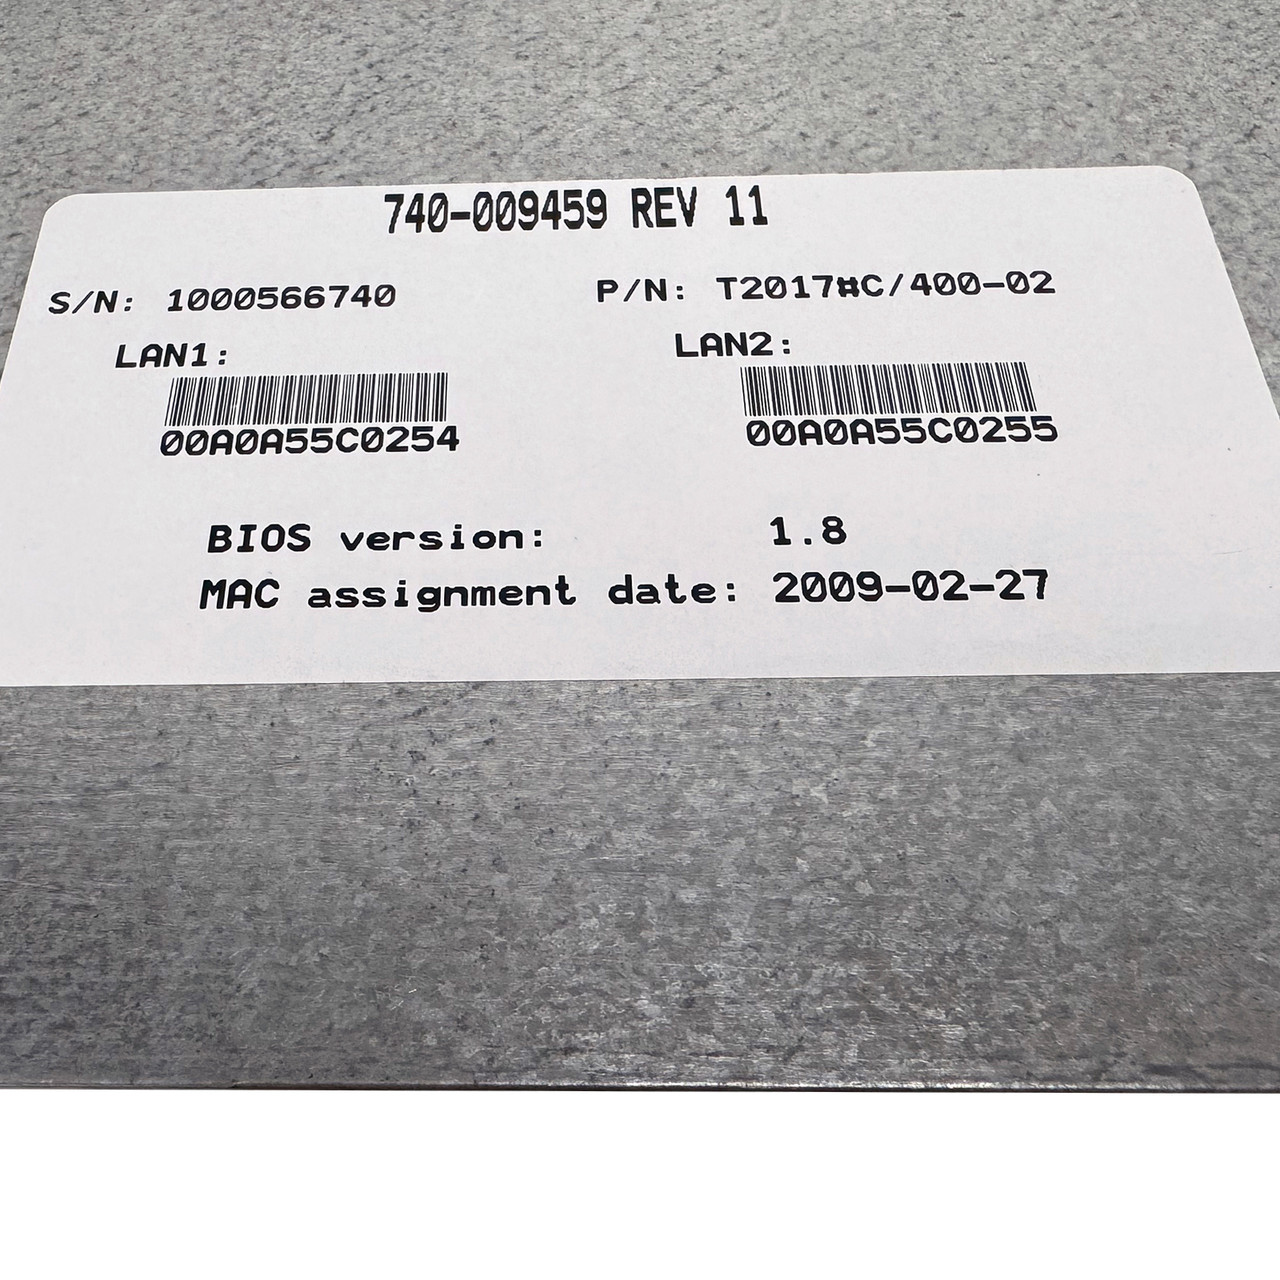 740-009459 REV 11
S/N: 1000566740 P/N: T2017#C/400-02
LAN1: LAN2:
00A0A55C0254 00A0A55C0255
BIOS version: 1.8
MAC assignment date: 2009-02-27